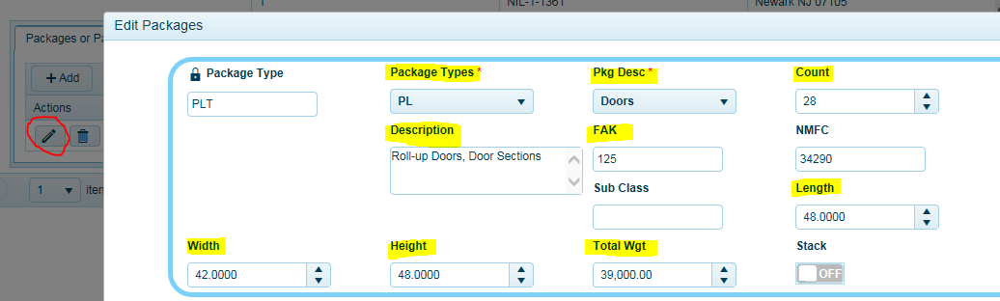 1
NIL-1-1361
Newark NJ 07105
Edit Packages
Packages or Pa
+ Add
Actions
1
item
Package Type
PLT
Package Types *
PL
Pkg Desc *
Doors
Count
28
Description
Roll-up Doors, Door Sections
FAK
125
NMFC
34290
Sub Class
Length
48.0000
Width
42.0000
Height
48.0000
Total Wgt
39,000.00
Stack
OFF